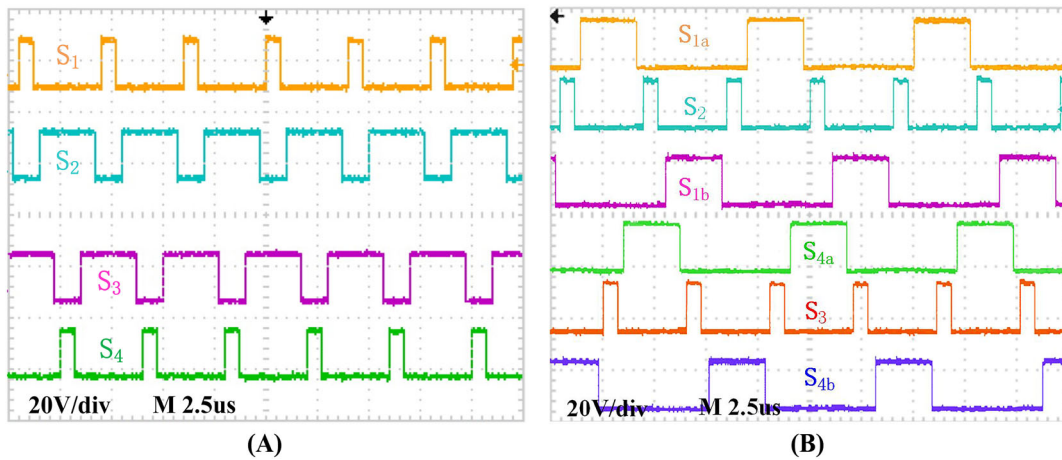 S1
S2
S3
S4
20V/div M 2.5us
(A)
S1a
S2
S1b
S4a
S3
S4b
20V/div M 2.5us
(B)